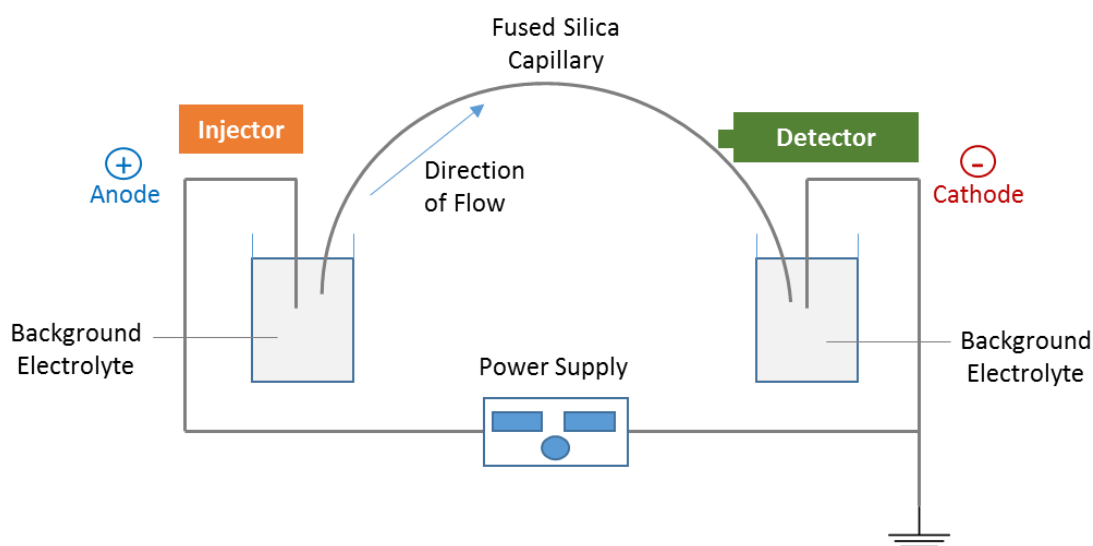 Fused Silica
Capillary
Injector
Detector
+
Anode
Direction
of Flow
-
Cathode
Background
Electrolyte
Power Supply
Background
Electrolyte